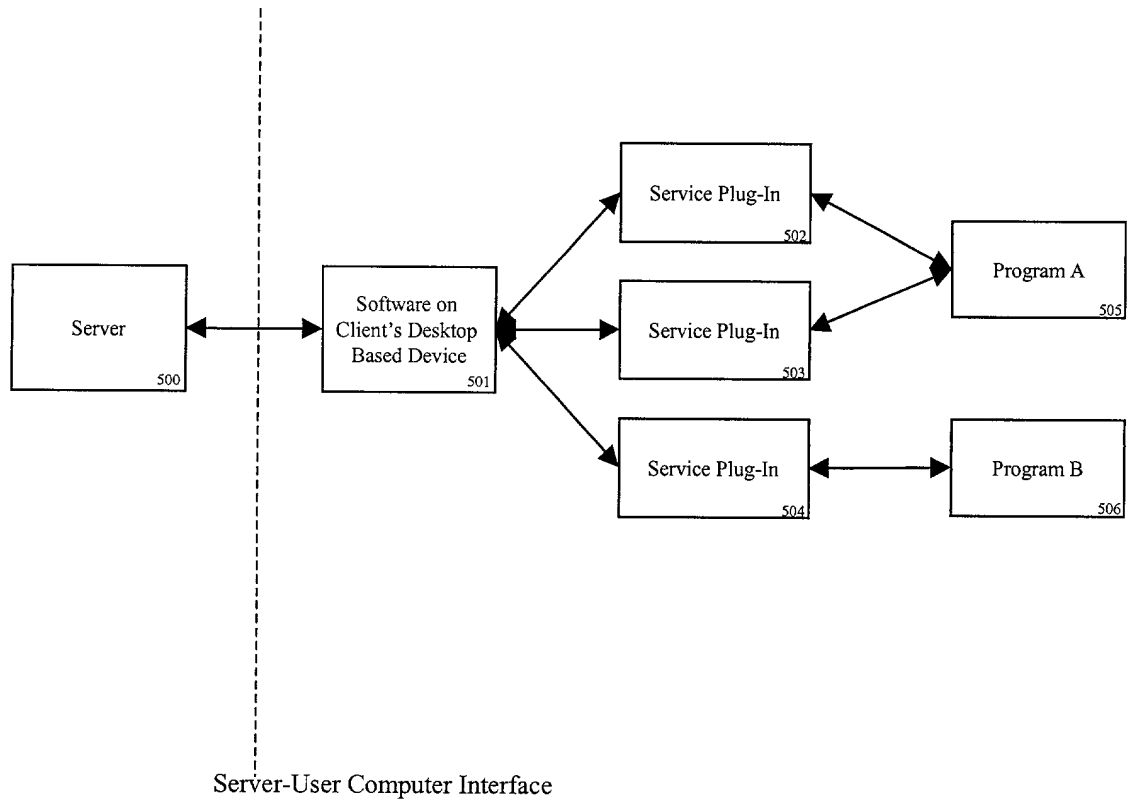 Server
500
Software on
Client's Desktop
Based Device
501
Service Plug-In
502
Service Plug-In
503
Service Plug-In
504
Program A
505
Program B
506
Server-User Computer Interface